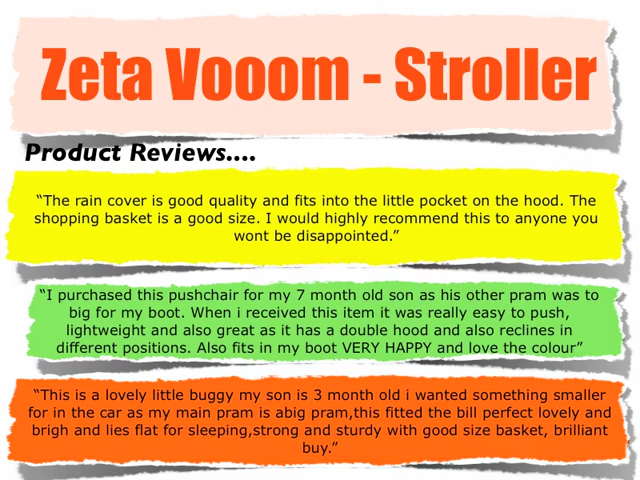 Zeta Vooom - Stroller
Product Reviews....
“The rain cover is good quality and fits into the little pocket on the hood. The
shopping basket is a good size. I would highly recommend this to anyone you
wont be disappointed.”
“I purchased this pushchair for my 7 month old son as his other pram was to
big for my boot. When i received this item it was really easy to push,
lightweight and also great as it has a double hood and also reclines in
different positions. Also fits in my boot VERY HAPPY and love the colour”
“This is a lovely little buggy my son is 3 month old i wanted something smaller
for in the car as my main pram is abig pram,this fitted the bill perfect lovely and
brigh and lies flat for sleeping,strong and sturdy with good size basket, brilliant
buy.”